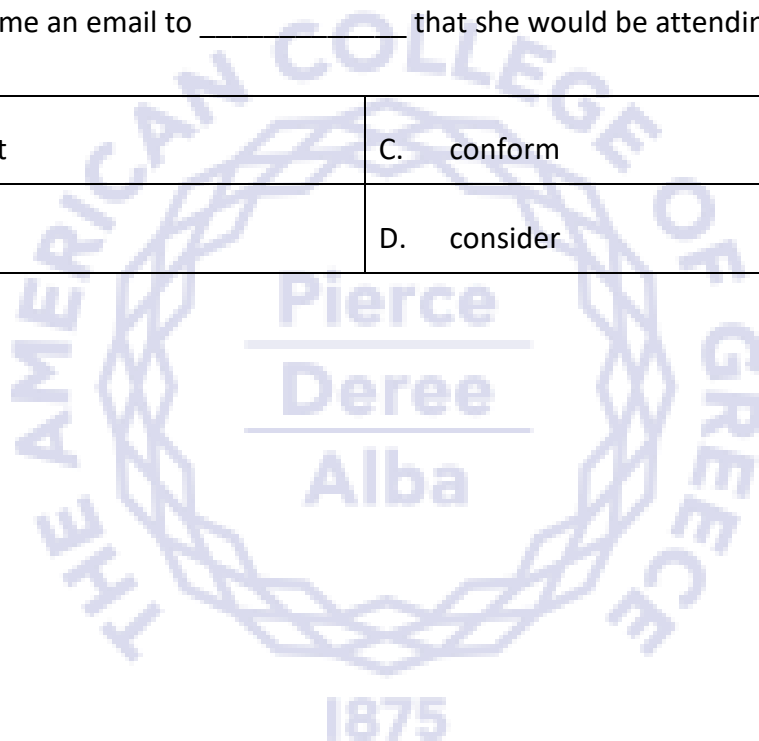 me an email to _____________ that she would be attendin
t
C. conform
D. consider
THE AMERICAN COLLEGE OF GREECE
Pierce
Deree
Alba
1875